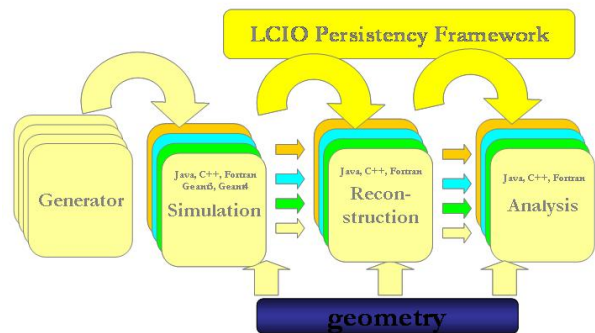 LCIO Persistency Framework
Generator
Java, C++, Fortran
Geant3, Geant4
Simulation
Java, C++, Fortran
Recon-
struction
Java, C++, Fortran
Analysis
geometry